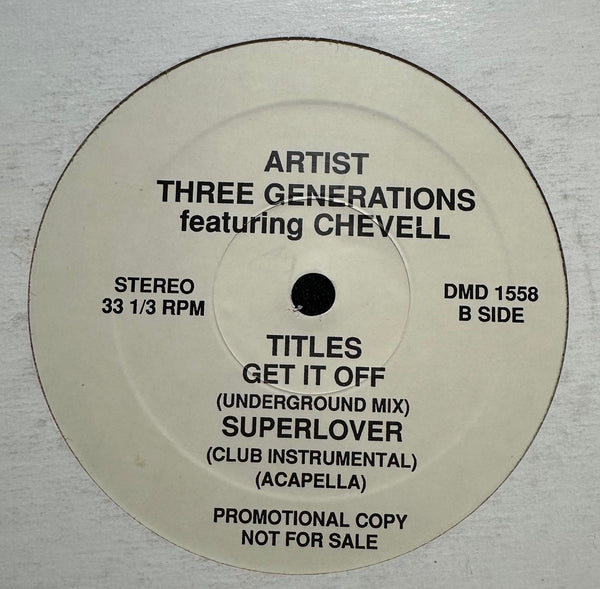 ARTIST
THREE GENERATIONS
featuring CHEVELL
STEREO
33 1/3 RPM
DMD 1558
B SIDE
TITLES
GET IT OFF
(UNDERGROUND MIX)
SUPERLOVER
(CLUB INSTRUMENTAL)
(ACAPELLA)
PROMOTIONAL COPY
NOT FOR SALE